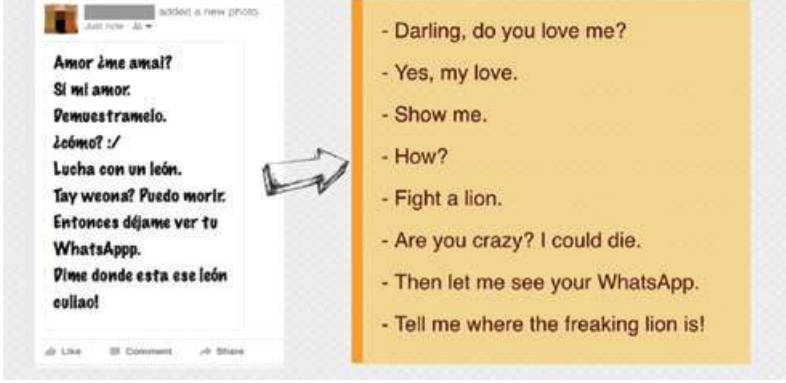 added a new photo.
Just now
Amor ¿me amai?
Sí mi amor.
Demuestramelo.
¿cómo? :/
Lucha con un león.
Tay weona? Puedo morir.
Entonces déjame ver tu
WhatsAppp.
Dime donde esta ese león
culiao!
Like Comment Share
- Darling, do you love me?
- Yes, my love.
- Show me.
- How?
- Fight a lion.
- Are you crazy? I could die.
- Then let me see your WhatsApp.
- Tell me where the freaking lion is!